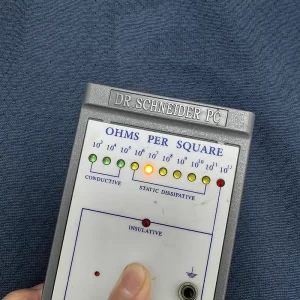 DR SCHNEIDER PC
OHMS PER SQUARE
10³ 10⁴ 10⁵ 10⁶ 10⁷ 10⁸ 10⁹ 10¹⁰ 10¹¹ 10¹²
CONDUCTIVE STATIC DISSIPATIVE
INSULATIVE